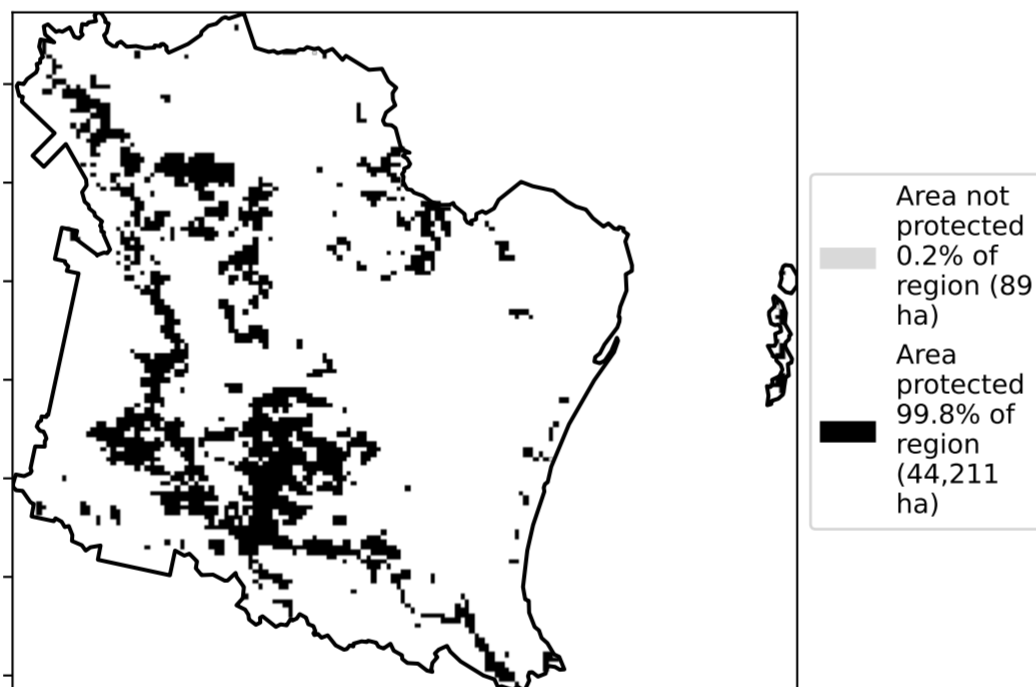 Area not
protected
0.2% of
region (89
ha)
Area
protected
99.8% of
region
(44,211
ha)